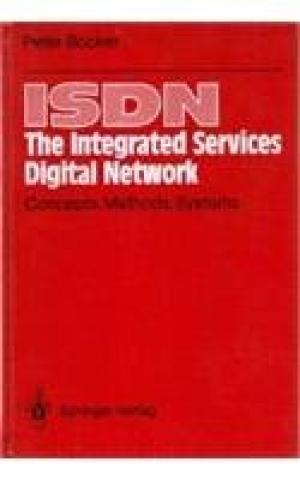 Peter Bocker
ISDN
The Integrated Services
Digital Network
Concepts, Methods, Systems
Springer-Verlag